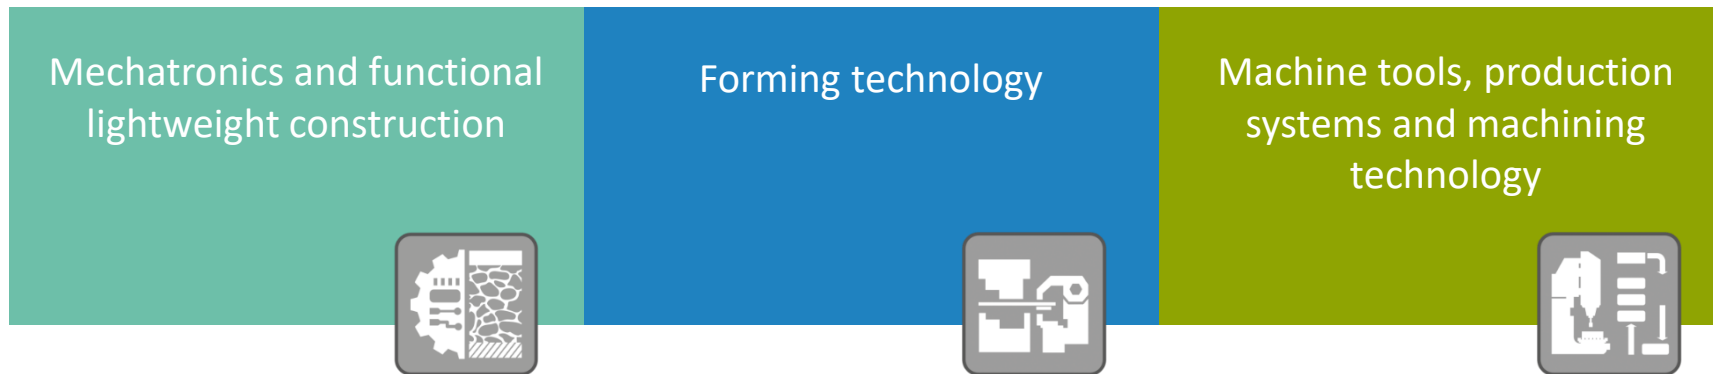 Mechatronics and functional
lightweight construction
Forming technology
Machine tools, production
systems and machining
technology